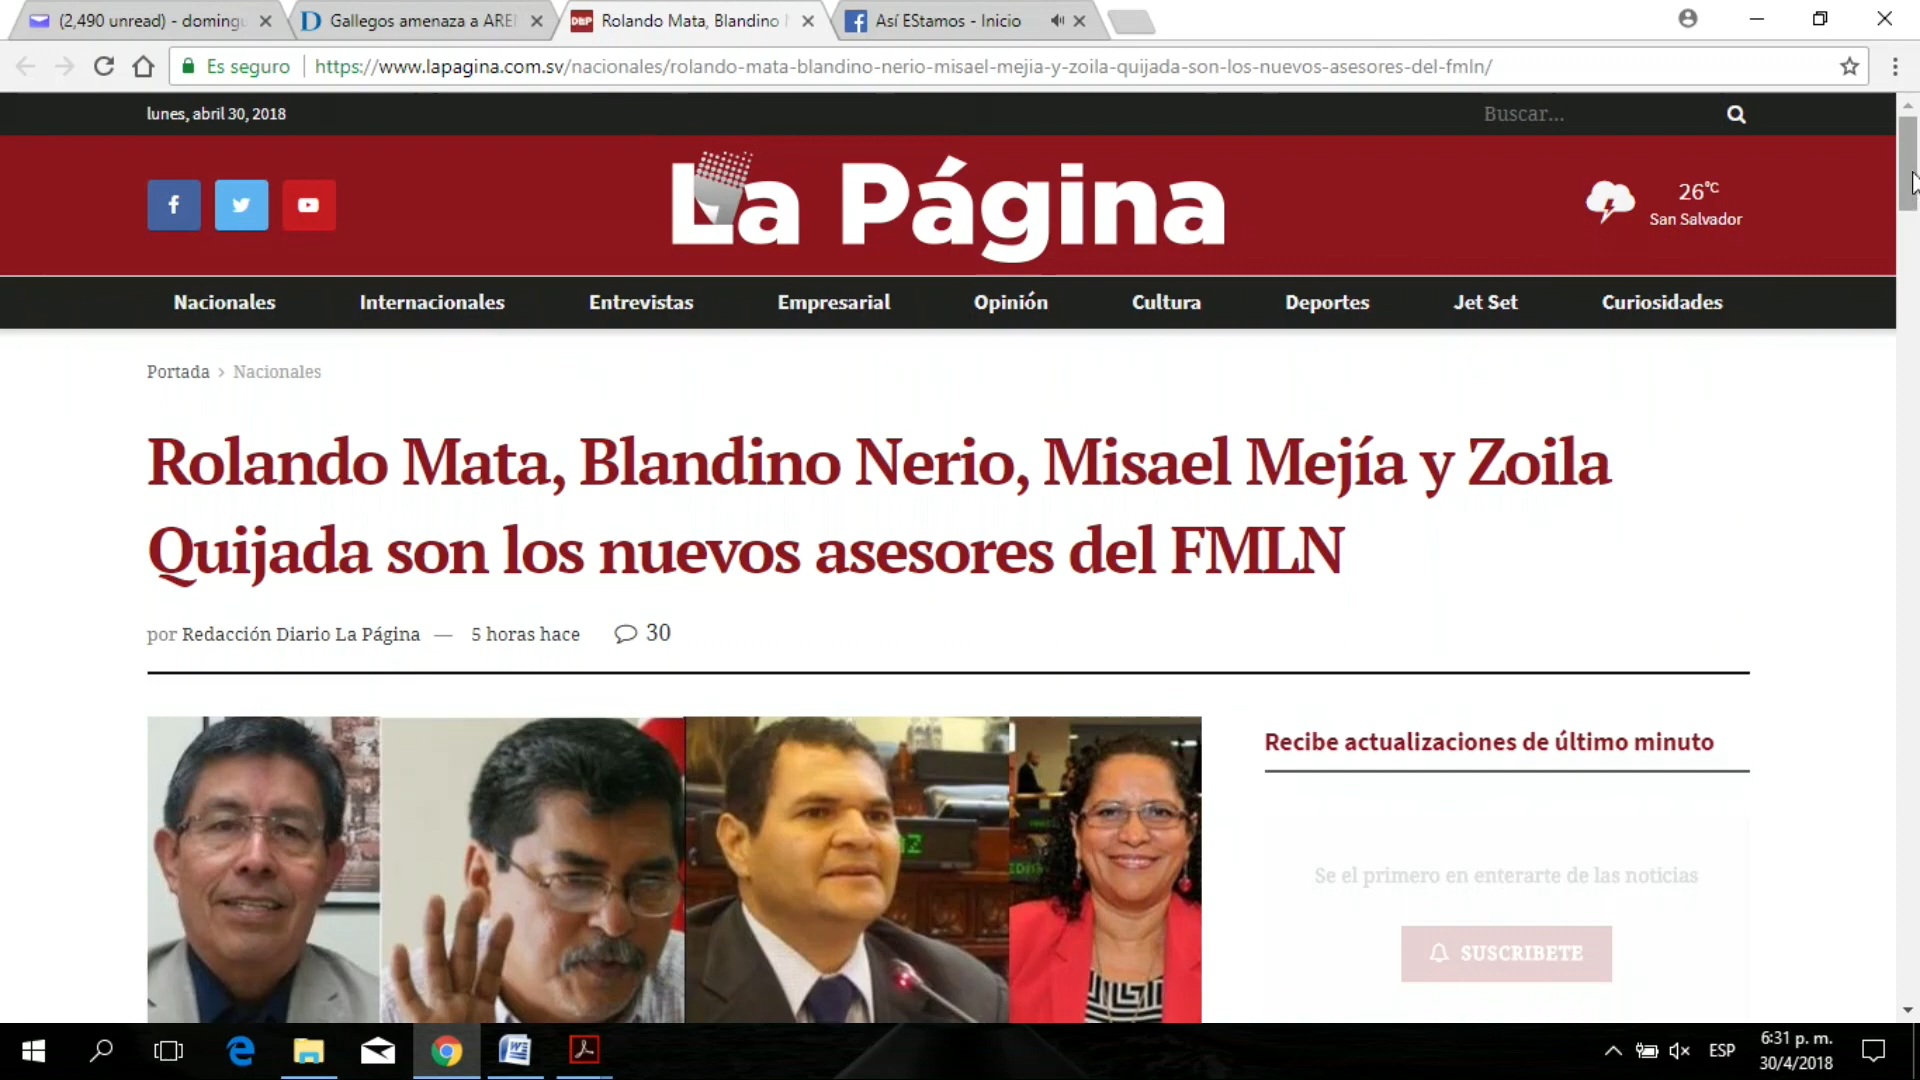 (2,490 unread) - doming
Gallegos amenaza a ARE
Rolando Mata, Blandino
Así EStamos - Inicio
Es seguro
https://www.lapagina.com.sv/nacionales/rolando-mata-blandino-nerio-misael-mejia-y-zoila-quijada-son-los-nuevos-asesores-del-fmln/
lunes, abril 30, 2018
Buscar...
La Página
26°C
San Salvador
Nacionales
Internacionales
Entrevistas
Empresarial
Opinión
Cultura
Deportes
Jet Set
Curiosidades
Portada > Nacionales
Rolando Mata, Blandino Nerio, Misael Mejía y Zoila
Quijada son los nuevos asesores del FMLN
por Redacción Diario La Página — 5 horas hace 30
Recibe actualizaciones de último minuto
Se el primero en enterarte de las noticias
SUSCRIBETE
ESP
6:31 p. m.
30/4/2018